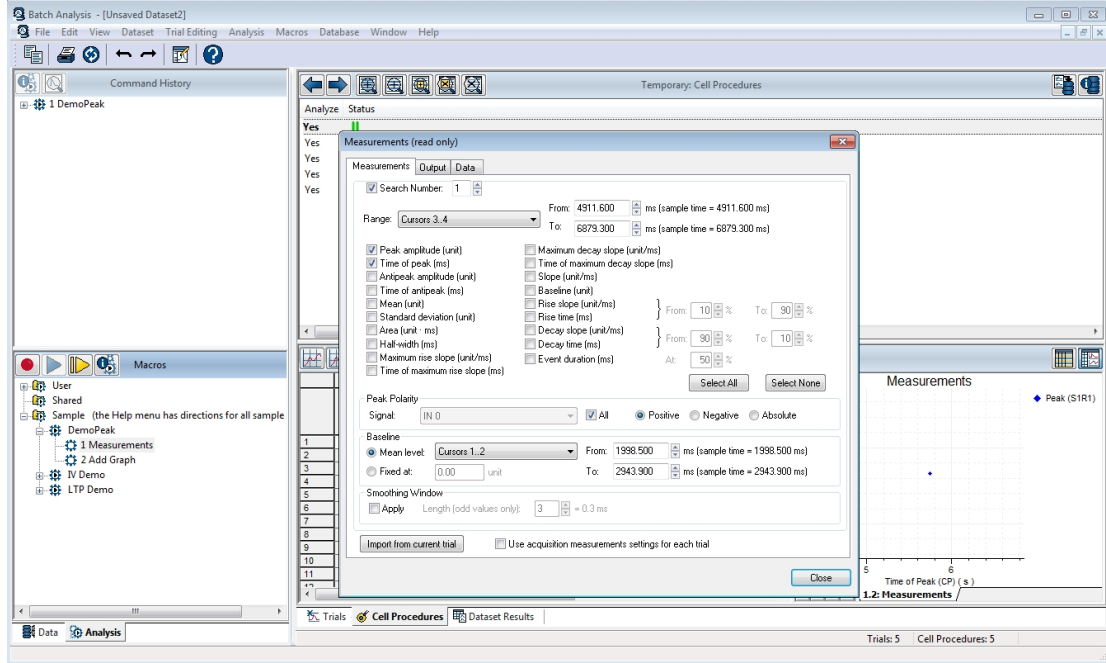 Batch Analysis - [Unsaved Dataset2]
File Edit View Dataset Trial Editing Analysis Macros Database Window Help
Command History
1 DemoPeak
Temporary: Cell Procedures
Analyze Status
Yes
Yes
Yes
Yes
Yes
Measurements (read only)
Measurements Output Data
Search Number: 1
Range: Cursors 3..4
From: 4911.600 ms (sample time = 4911.600 ms)
To: 6879.300 ms (sample time = 6879.300 ms)
Peak amplitude (unit)
Time of peak (ms)
Antipeak amplitude (unit)
Time of antipeak (ms)
Mean (unit)
Standard deviation (unit)
Area (unit · ms)
Half-width (ms)
Maximum rise slope (unit/ms)
Time of maximum rise slope (ms)
Maximum decay slope (unit/ms)
Time of maximum decay slope (ms)
Slope (unit/ms)
Baseline (unit)
Rise slope (unit/ms)
Rise time (ms)
From: 10 % To: 90 %
Decay slope (unit/ms)
Decay time (ms)
From: 90 % To: 10 %
Event duration (ms) At: 50 %
Select All Select None
Peak Polarity
Signal: IN 0 All Positive Negative Absolute
Baseline
Mean level: Cursors 1..2 From: 1998.500 ms (sample time = 1998.500 ms)
Fixed at: 0.00 unit To: 2943.900 ms (sample time = 2943.900 ms)
Smoothing Window
Apply Length (odd values only): 3 = 0.3 ms
Import from current trial Use acquisition measurements settings for each trial
Close
Macros
User
Shared
Sample (the Help menu has directions for all sample
DemoPeak
1 Measurements
2 Add Graph
IV Demo
LTP Demo
1
2
3
4
5
6
7
8
9
10
11
Measurements
Peak (S1R1)
5 6
Time of Peak (CP) ( s )
1.2: Measurements
Trials Cell Procedures Dataset Results
Data Analysis
Trials: 5 Cell Procedures: 5